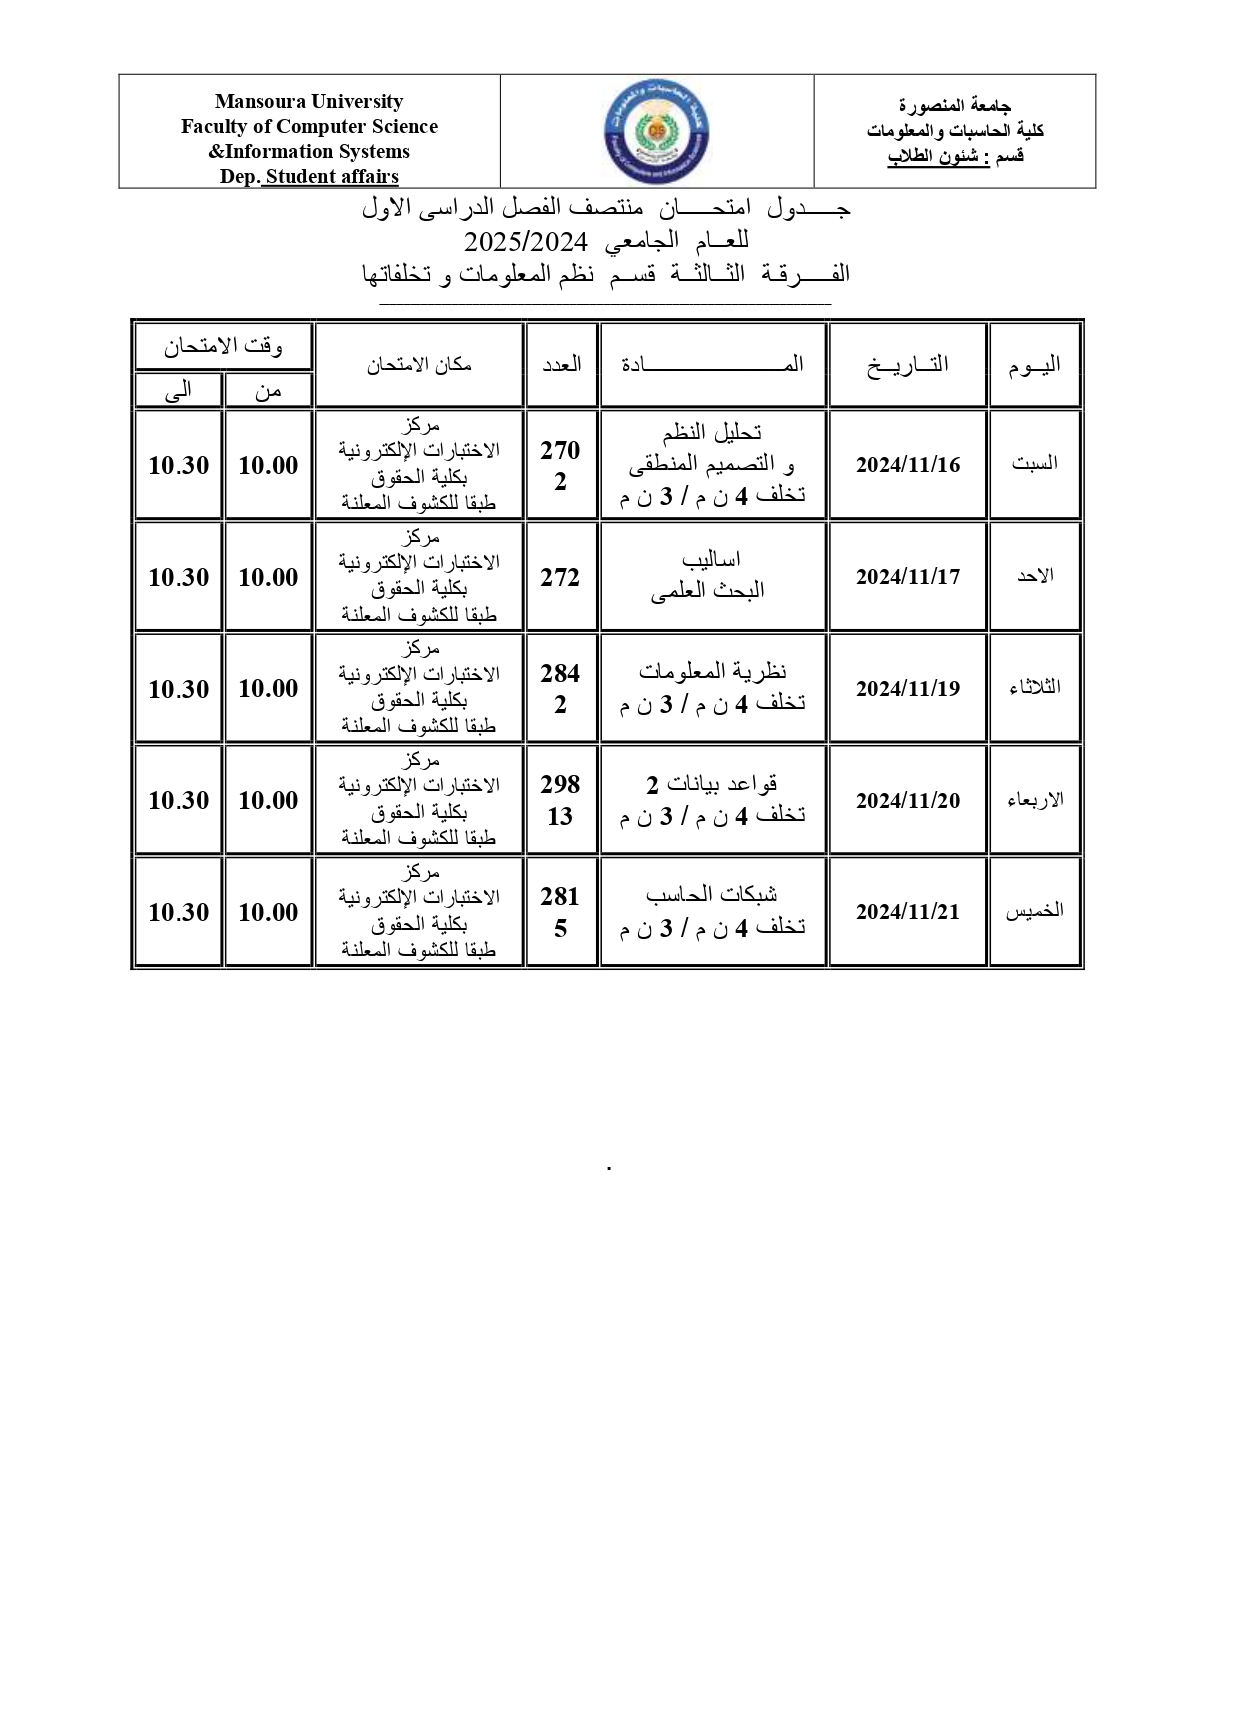 جامعة المنصورة
كلية الحاسبات والمعلومات
قسم : شئون الطلاب
Mansoura University
Faculty of Computer Science
&Information Systems
Dep. Student affairs
جـــــدول امتحـــــان منتصف الفصل الدراسى الاول
للعـــام الجامعي 2025/2024
الفـــــرقـة الثـــالثـــة قســـم نظم المعلومات و تخلفاتها
اليــوم
التــاريــخ
المـــــــــــــــــــادة
العدد
مكان الامتحان
وقت الامتحان
من
الى
السبت
2024/11/16
تحليل النظم
و التصميم المنطقى
تخلف 4 ن م / 3 ن م
270
2
مركز
الاختبارات الإلكترونية
بكلية الحقوق
طبقا للكشوف المعلنة
10.00
10.30
الاحد
2024/11/17
اساليب
البحث العلمى
272
مركز
الاختبارات الإلكترونية
بكلية الحقوق
طبقا للكشوف المعلنة
10.00
10.30
الثلاثاء
2024/11/19
نظرية المعلومات
تخلف 4 ن م / 3 ن م
284
2
مركز
الاختبارات الإلكترونية
بكلية الحقوق
طبقا للكشوف المعلنة
10.00
10.30
الاربعاء
2024/11/20
قواعد بيانات 2
تخلف 4 ن م / 3 ن م
298
13
مركز
الاختبارات الإلكترونية
بكلية الحقوق
طبقا للكشوف المعلنة
10.00
10.30
الخميس
2024/11/21
شبكات الحاسب
تخلف 4 ن م / 3 ن م
281
5
مركز
الاختبارات الإلكترونية
بكلية الحقوق
طبقا للكشوف المعلنة
10.00
10.30
.